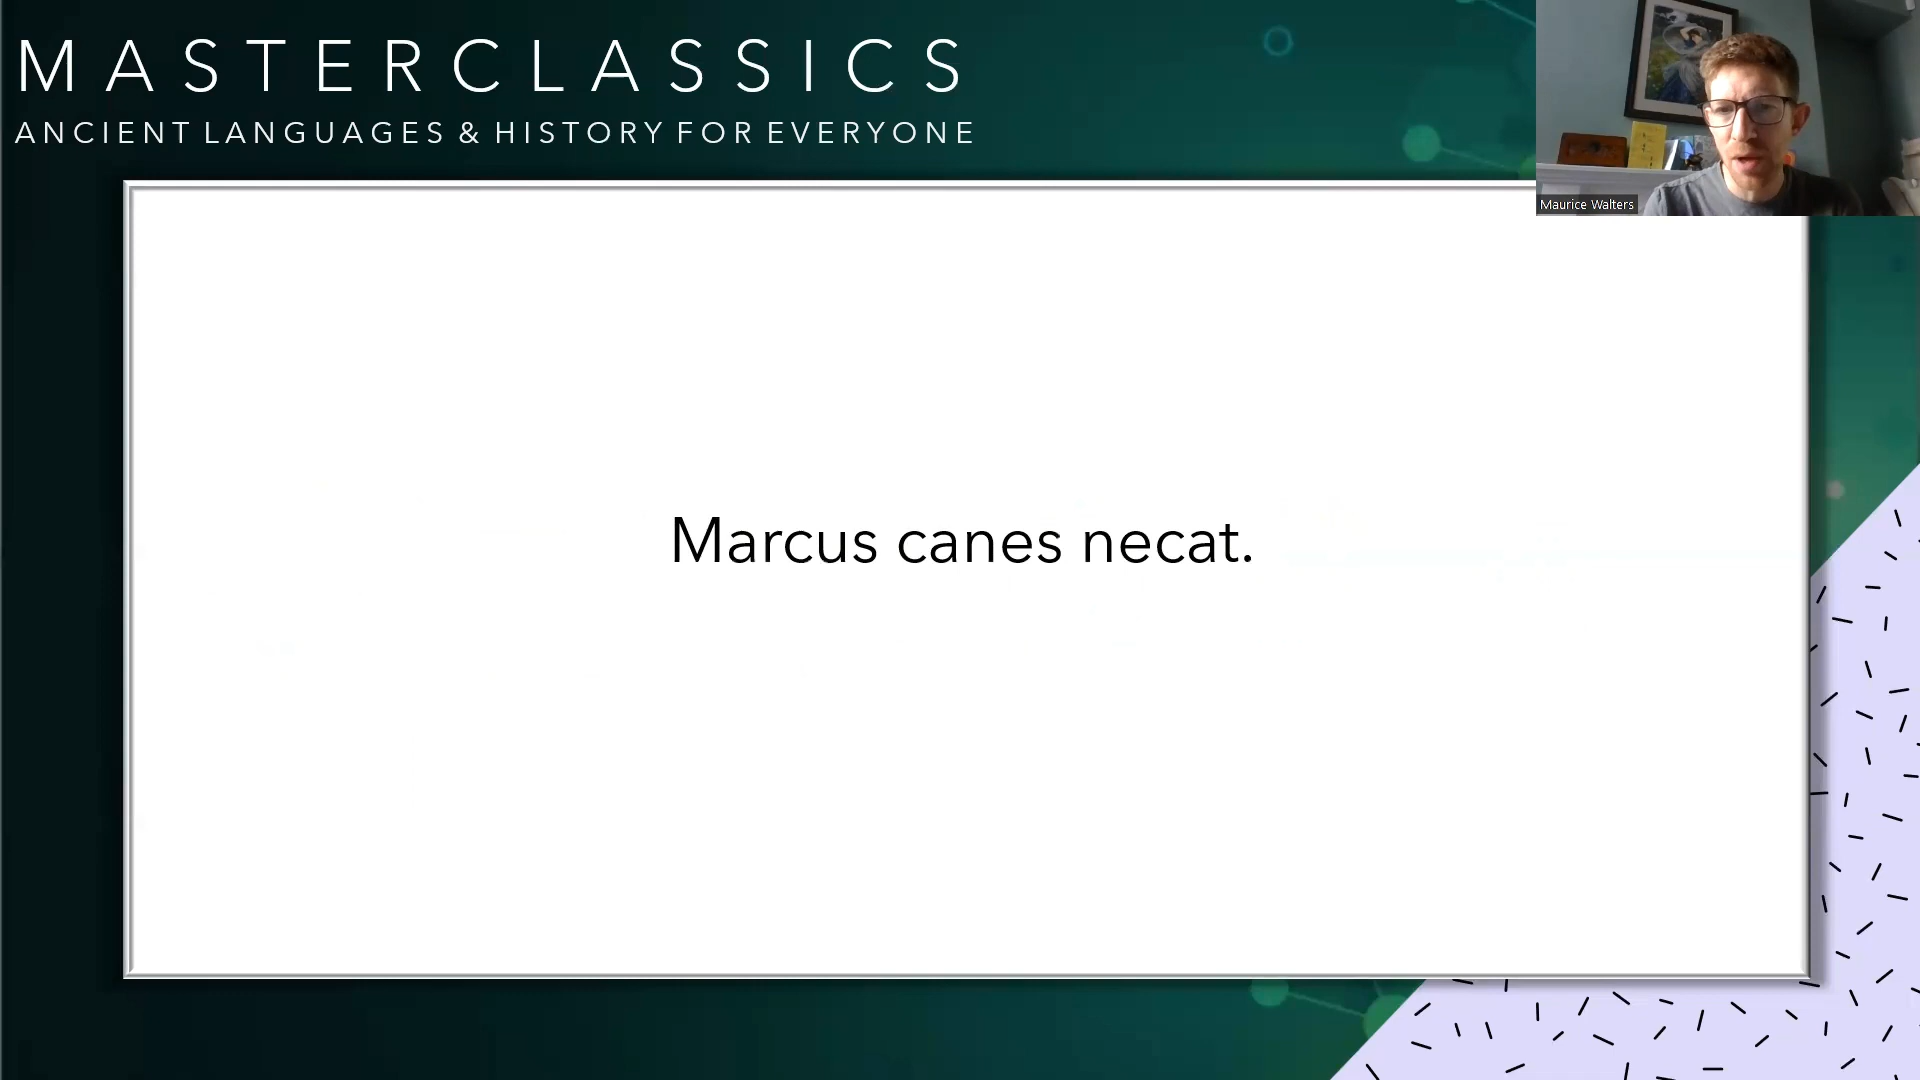 MASTERCLASSICS
ANCIENT LANGUAGES & HISTORY FOR EVERYONE
Maurice Walters
Marcus canes necat.